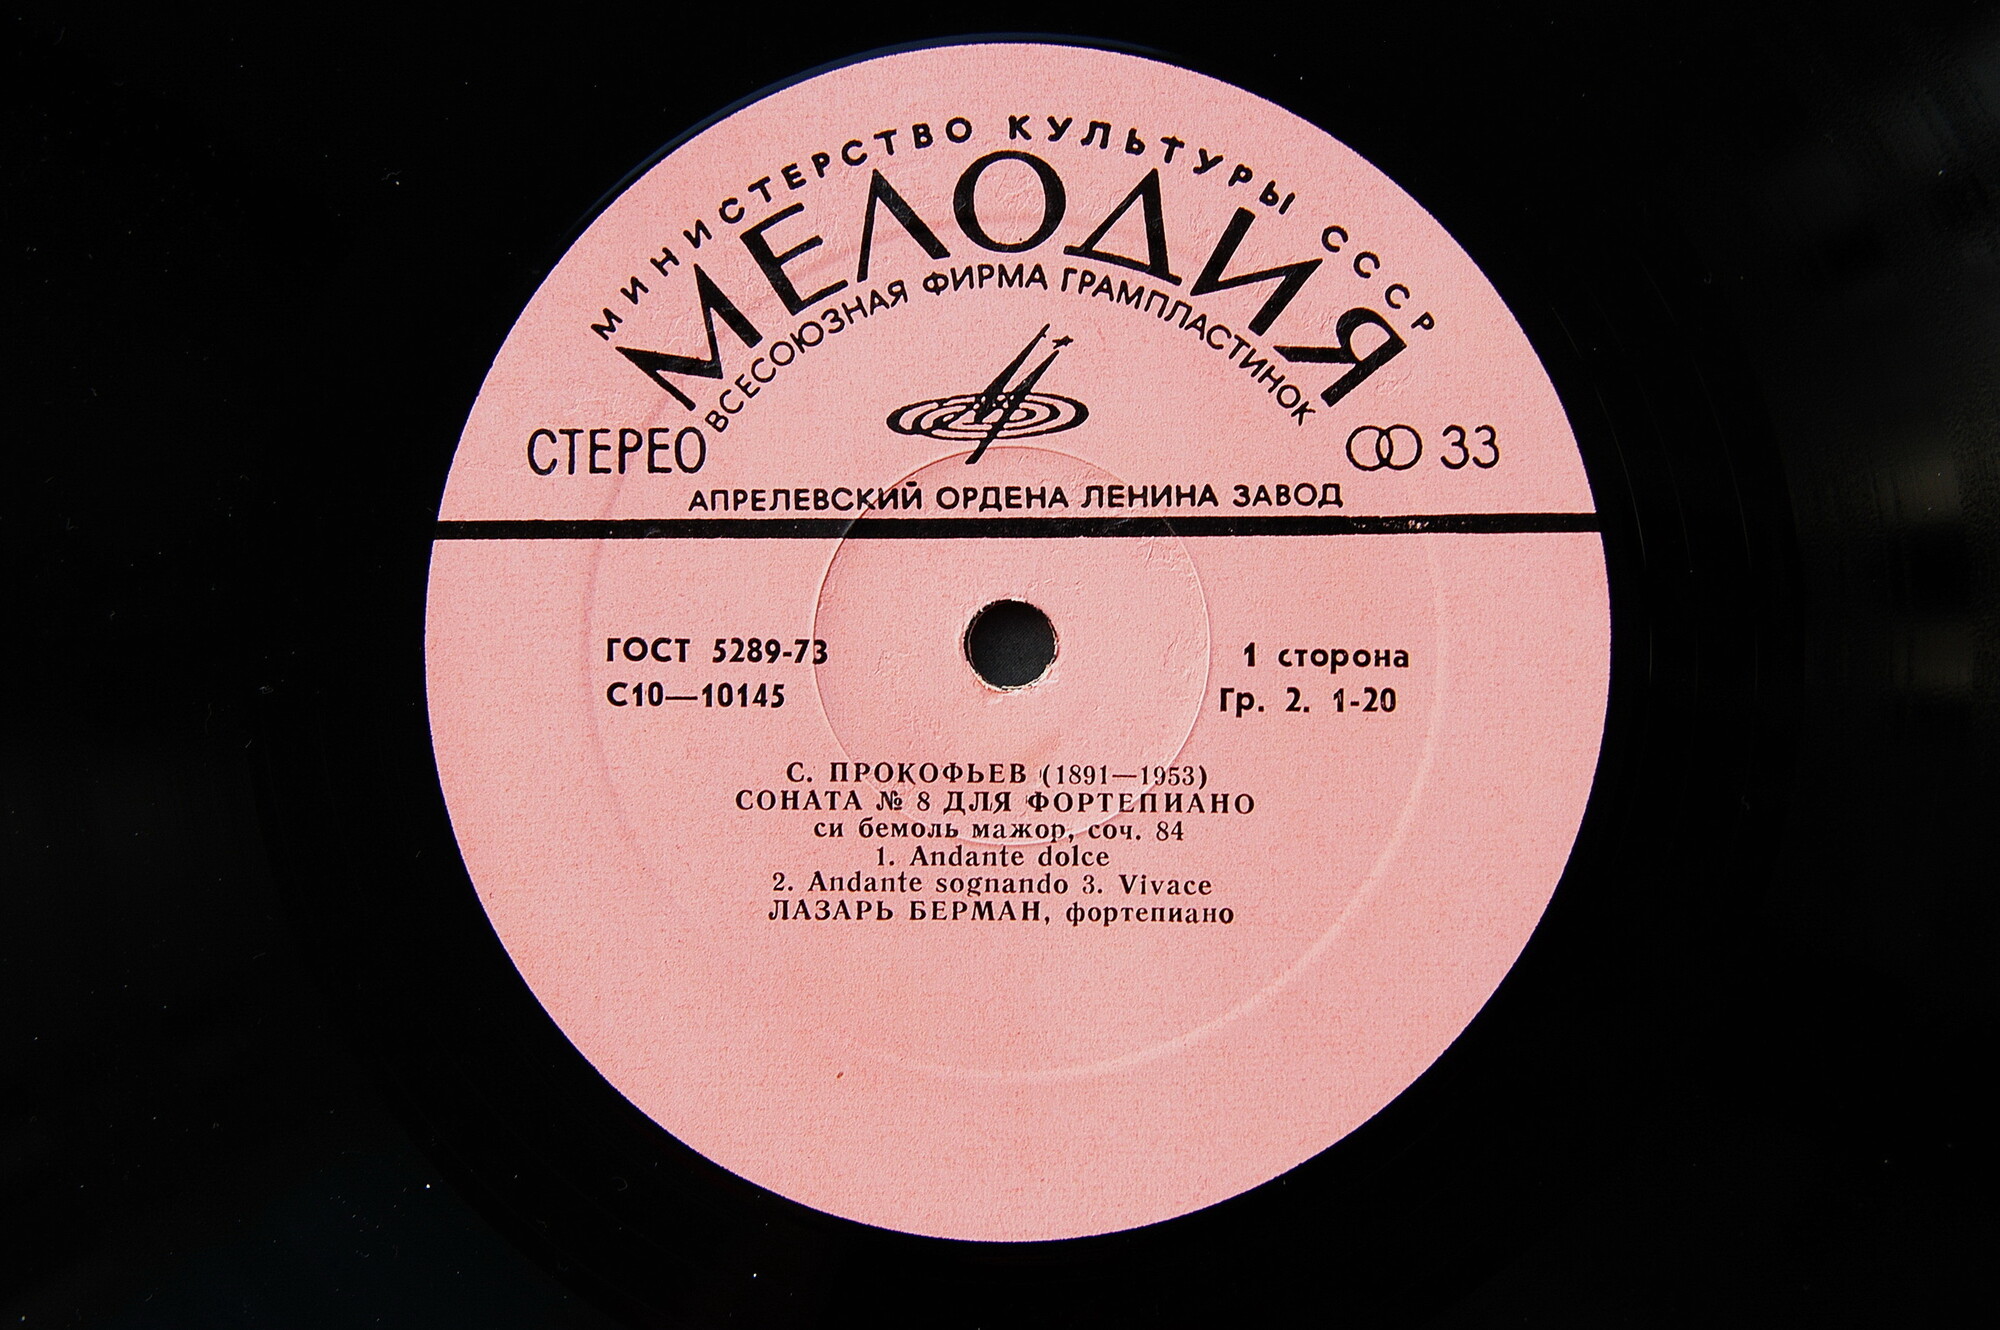 МИНИСТЕРСТВО КУЛЬТУРЫ СССР
МЕЛОДИЯ
ВСЕСОЮЗНАЯ ФИРМА ГРАМПЛАСТИНОК
СТЕРЕО 33
АПРЕЛЕВСКИЙ ОРДЕНА ЛЕНИНА ЗАВОД
ГОСТ 5289-73 1 сторона
С10—10145 Гр. 2. 1-20
С. ПРОКОФЬЕВ (1891—1953)
СОНАТА № 8 ДЛЯ ФОРТЕПИАНО
си бемоль мажор, соч. 84
1. Andante dolce
2. Andante sognando 3. Vivace
ЛАЗАРЬ БЕРМАН, фортепиано